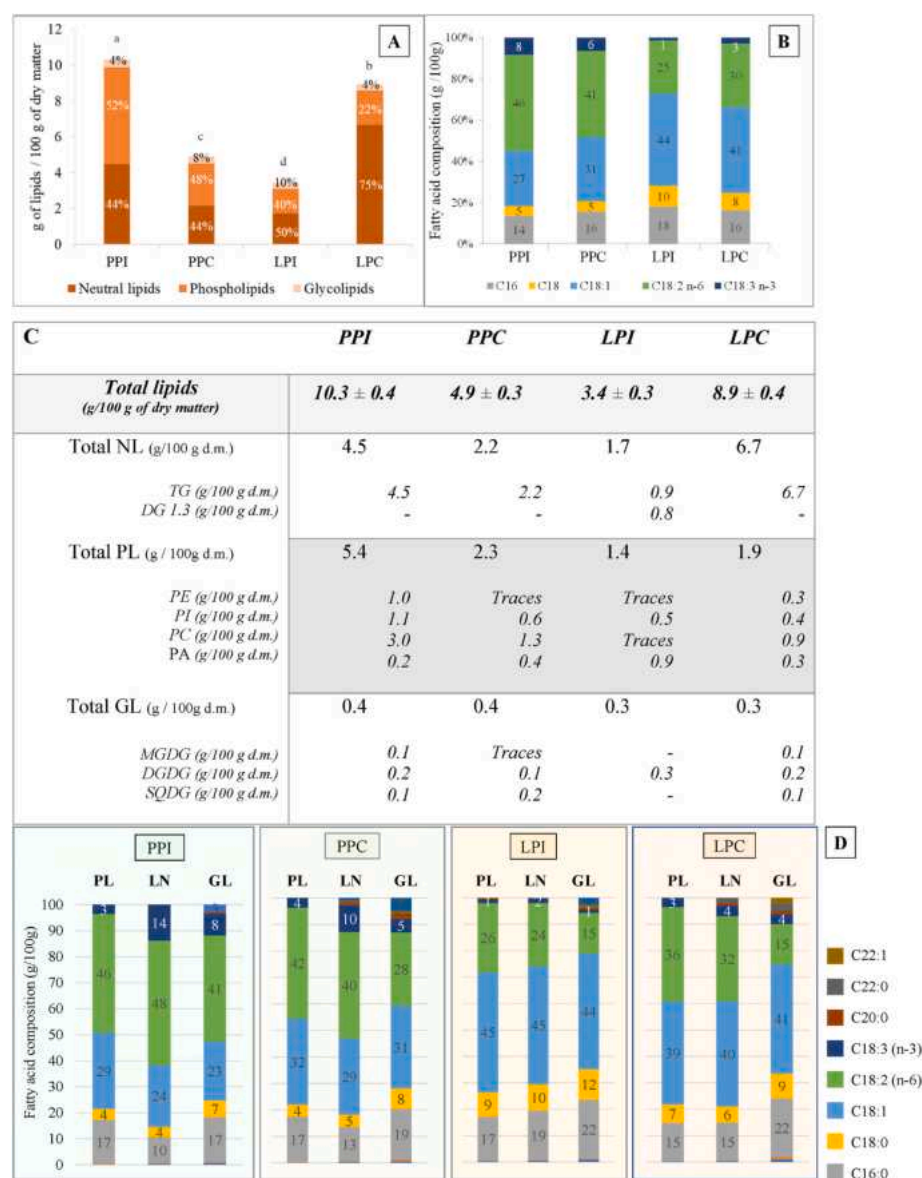 A
B
g of lipids / 100 g of dry matter
12
10
8
6
4
2
0
a
4%
52%
44%
c
8%
48%
44%
d
10%
40%
50%
b
4%
22%
75%
PPI PPC LPI LPC
Neutral lipids Phospholipids Glycolipids
Fatty acid composition (g /100g)
100%
80%
60%
40%
20%
0%
8 6 1 3
46 41 25 30
27 31 44 41
5 5 10 8
14 16 18 16
PPI PPC LPI LPC
C16 C18 C18:1 C18:2 n-6 C18:3 n-3
C PPI PPC LPI LPC
Total lipids
(g/100 g of dry matter) 10.3 ± 0.4 4.9 ± 0.3 3.4 ± 0.3 8.9 ± 0.4
Total NL (g/100 g d.m.) 4.5 2.2 1.7 6.7
TG (g/100 g d.m.) 4.5 2.2 0.9 6.7
DG 1.3 (g/100 g d.m.) - - 0.8 -
Total PL (g / 100g d.m.) 5.4 2.3 1.4 1.9
PE (g/100 g d.m.) 1.0 Traces Traces 0.3
PI (g/100 g d.m.) 1.1 0.6 0.5 0.4
PC (g/100 g d.m.) 3.0 1.3 Traces 0.9
PA (g/100 g d.m.) 0.2 0.4 0.9 0.3
Total GL (g / 100g d.m.) 0.4 0.4 0.3 0.3
MGDG (g/100 g d.m.) 0.1 Traces - 0.1
DGDG (g/100 g d.m.) 0.2 0.1 0.3 0.2
SQDG (g/100 g d.m.) 0.1 0.2 - 0.1
PPI PPC LPI LPC D
PL LN GL PL LN GL PL LN GL PL LN GL
Fatty acid composition (g/100g)
100
90
80
70
60
50
40
30
20
10
0
3 14 8 4 10 5 1 2 1 3 4 4
46 48 41 42 40 28 26 24 15 36 32 15
29 24 23 32 29 31 45 45 44 39 40 41
4 4 7 4 5 8 9 10 12 7 6 9
17 10 17 17 13 19 17 19 22 15 15 22
C22:1
C22:0
C20:0
C18:3 (n-3)
C18:2 (n-6)
C18:1
C18:0
C16:0